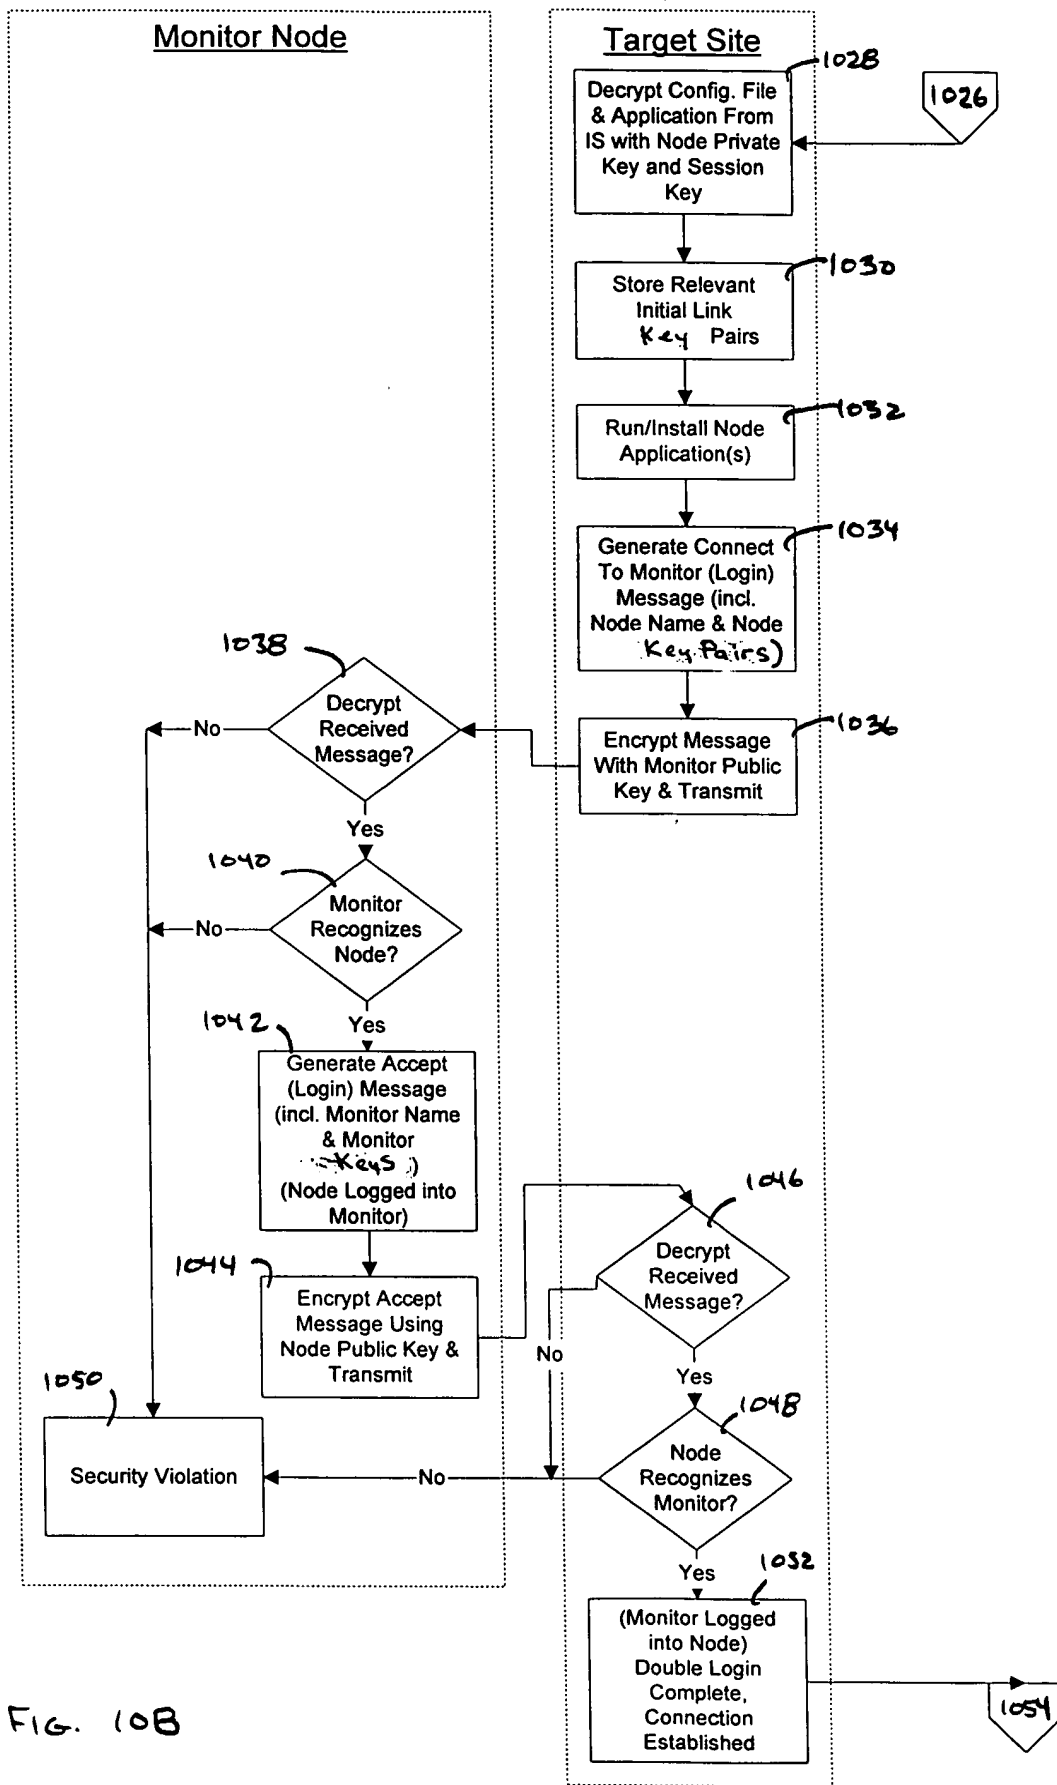 Monitor Node
Target Site
1028
1026
Decrypt Config. File
& Application From
IS with Node Private
Key and Session
Key
1030
Store Relevant
Initial Link
Key Pairs
1032
Run/Install Node
Application(s)
1034
Generate Connect
To Monitor (Login)
Message (incl.
Node Name & Node
Key Pairs)
1036
Encrypt Message
With Monitor Public
Key & Transmit
1038
Decrypt
Received
Message?
No
Yes
1040
Monitor
Recognizes
Node?
No
Yes
1042
Generate Accept
(Login) Message
(incl. Monitor Name
& Monitor
Keys)
(Node Logged into
Monitor)
1044
Encrypt Accept
Message Using
Node Public Key &
Transmit
1046
Decrypt
Received
Message?
No
Yes
1048
Node
Recognizes
Monitor?
No
Yes
1050
Security Violation
1052
(Monitor Logged
into Node)
Double Login
Complete,
Connection
Established
1054
FIG. 10B